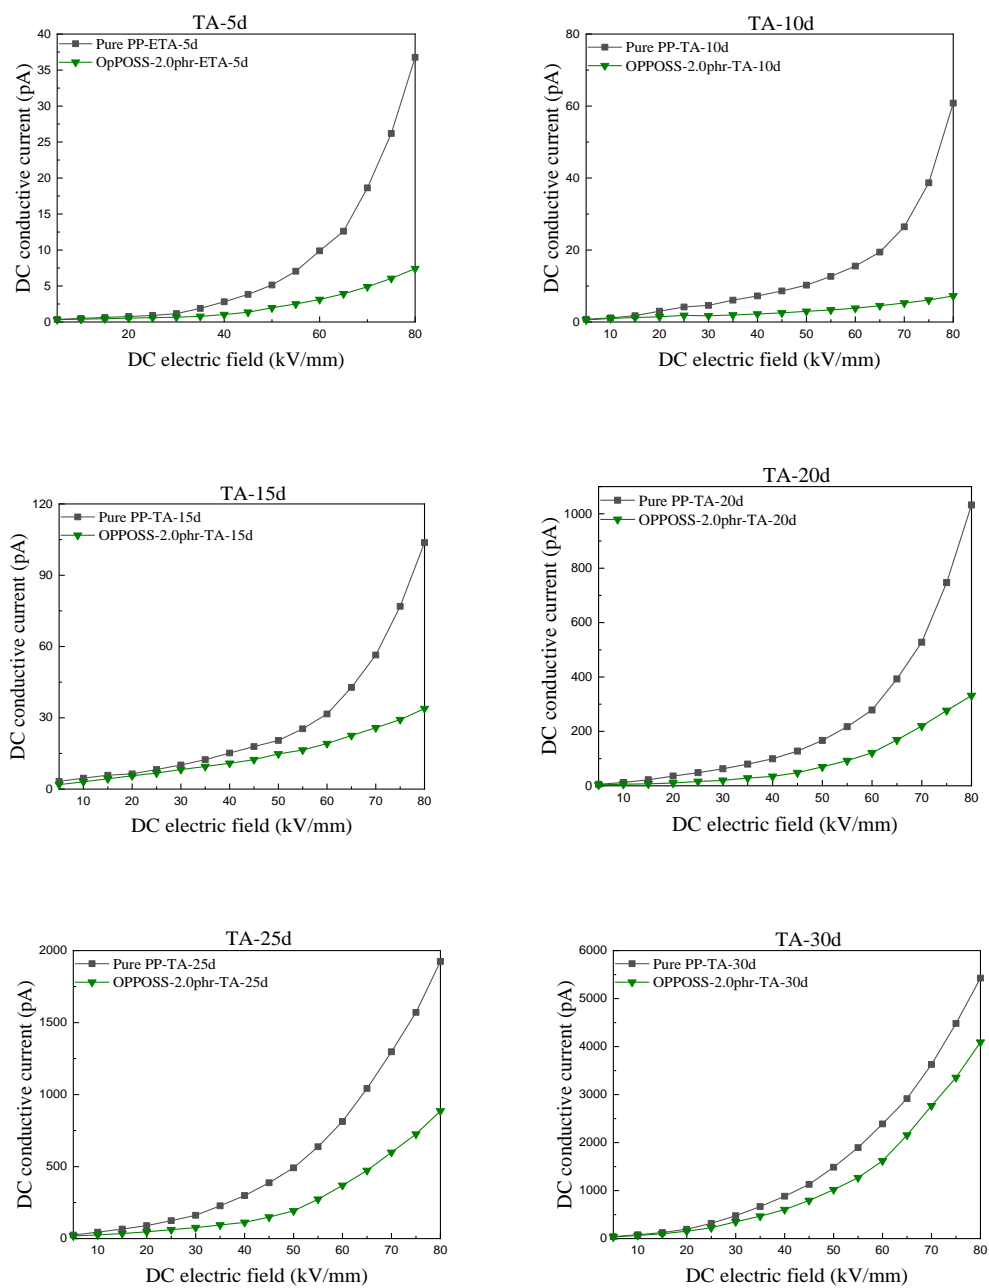 TA-5d
Pure PP-ETA-5d
OpPOSS-2.0phr-ETA-5d
DC conductive current (pA)
40
35
30
25
20
15
10
5
0
10 20 40 60 80
DC electric field (kV/mm)
TA-10d
Pure PP-TA-10d
OPPOSS-2.0phr-TA-10d
DC conductive current (pA)
80
60
40
20
0
10 20 30 40 50 60 70 80
DC electric field (kV/mm)
TA-15d
Pure PP-TA-15d
OPPOSS-2.0phr-TA-15d
DC conductive current (pA)
120
90
60
30
0
10 20 30 40 50 60 70 80
DC electric field (kV/mm)
TA-20d
Pure PP-TA-20d
OPPOSS-2.0phr-TA-20d
DC conductive current (pA)
1000
800
600
400
200
0
10 20 30 40 50 60 70 80
DC electric field (kV/mm)
TA-25d
Pure PP-TA-25d
OPPOSS-2.0phr-TA-25d
DC conductive current (pA)
2000
1500
1000
500
0
10 20 30 40 50 60 70 80
DC electric field (kV/mm)
TA-30d
Pure PP-TA-30d
OPPOSS-2.0phr-TA-30d
DC conductive current (pA)
6000
5000
4000
3000
2000
1000
0
10 20 30 40 50 60 70 80
DC electric field (kV/mm)